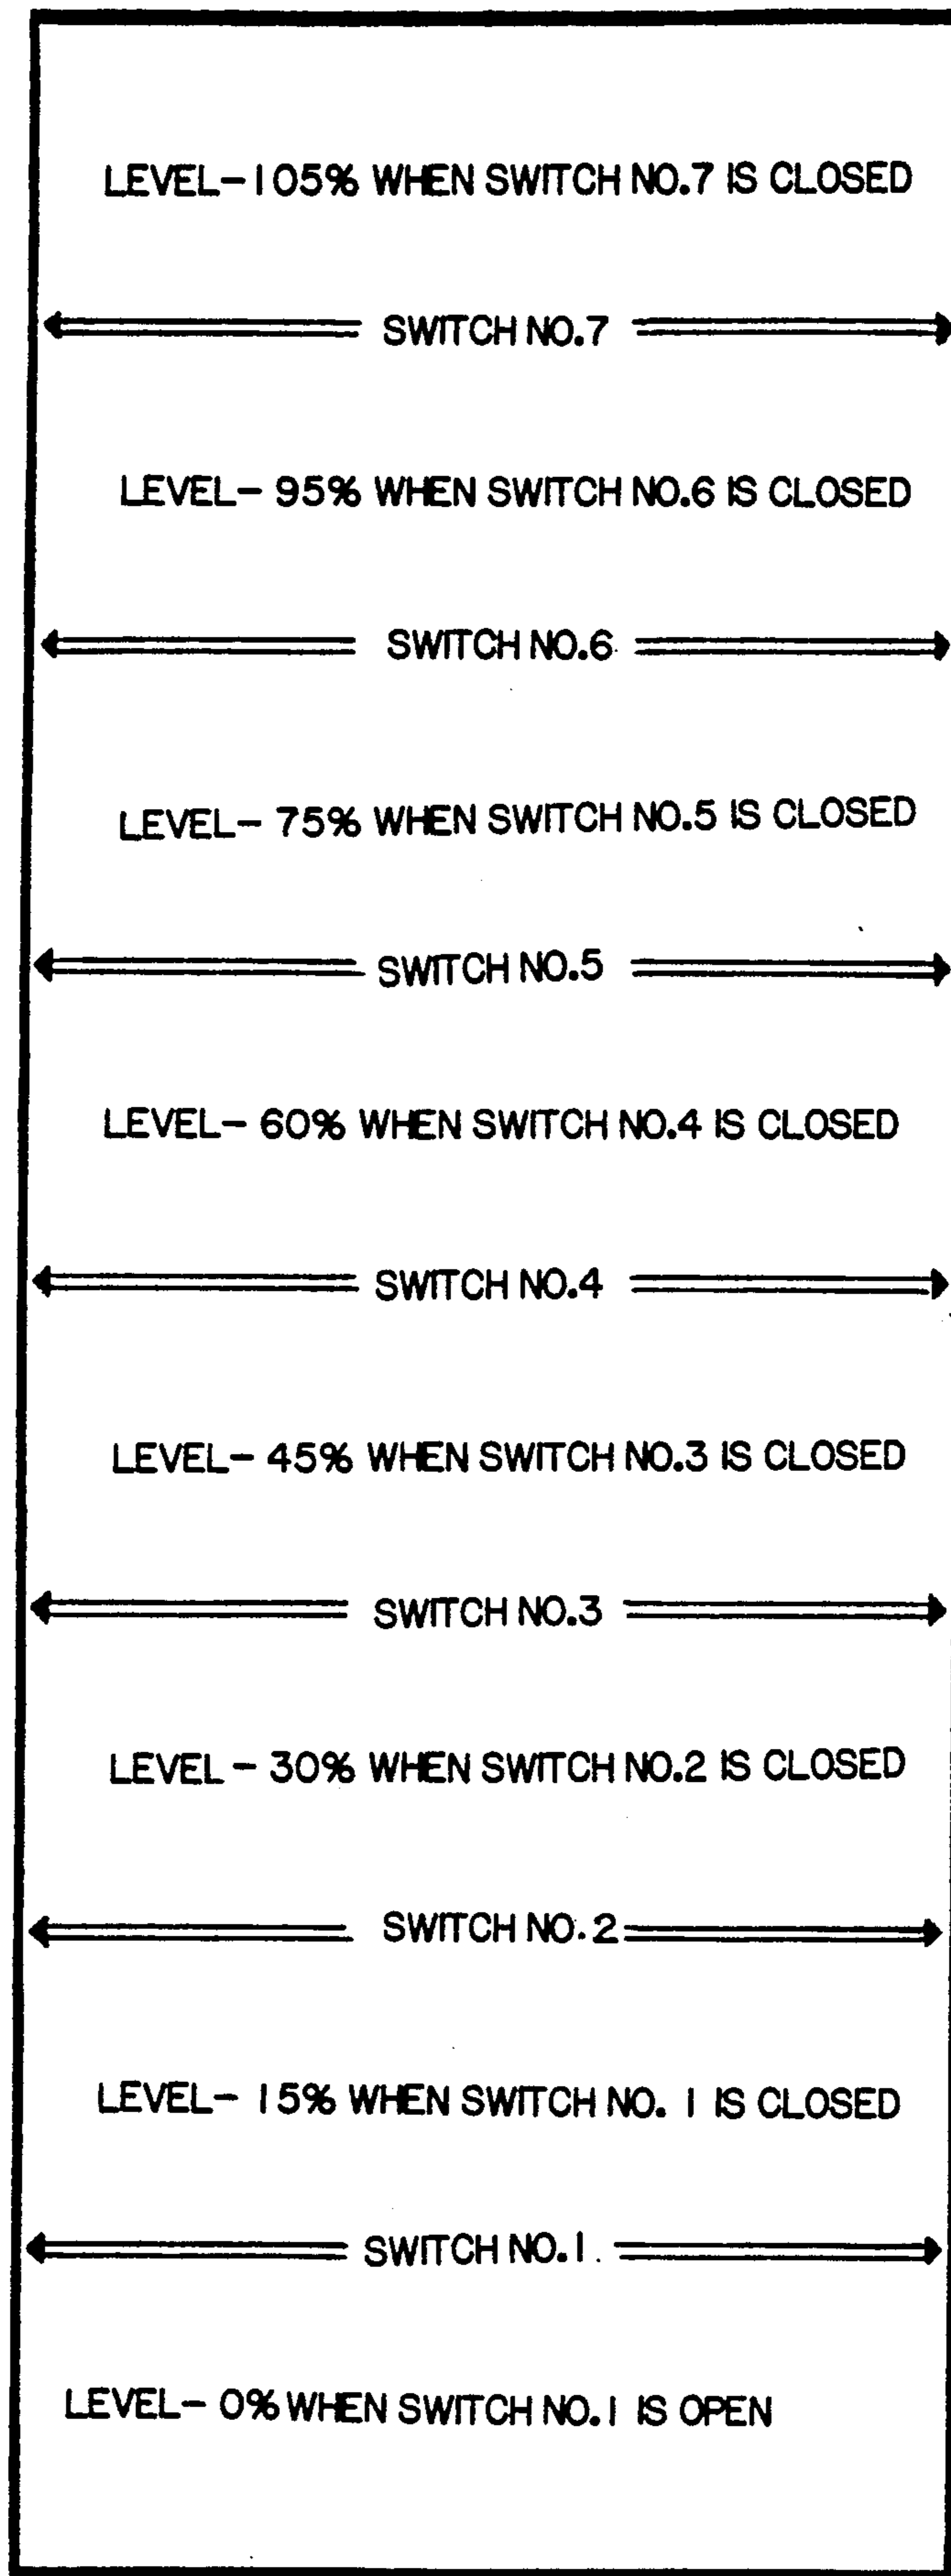 LEVEL-105% WHEN SWITCH NO.7 IS CLOSED
SWITCH NO.7
LEVEL- 95% WHEN SWITCH NO.6 IS CLOSED
SWITCH NO.6
LEVEL- 75% WHEN SWITCH NO.5 IS CLOSED
SWITCH NO.5
LEVEL- 60% WHEN SWITCH NO.4 IS CLOSED
SWITCH NO.4
LEVEL- 45% WHEN SWITCH NO.3 IS CLOSED
SWITCH NO.3
LEVEL - 30% WHEN SWITCH NO.2 IS CLOSED
SWITCH NO. 2
LEVEL- 15% WHEN SWITCH NO. 1 IS CLOSED
SWITCH NO.1
LEVEL- 0% WHEN SWITCH NO.1 IS OPEN